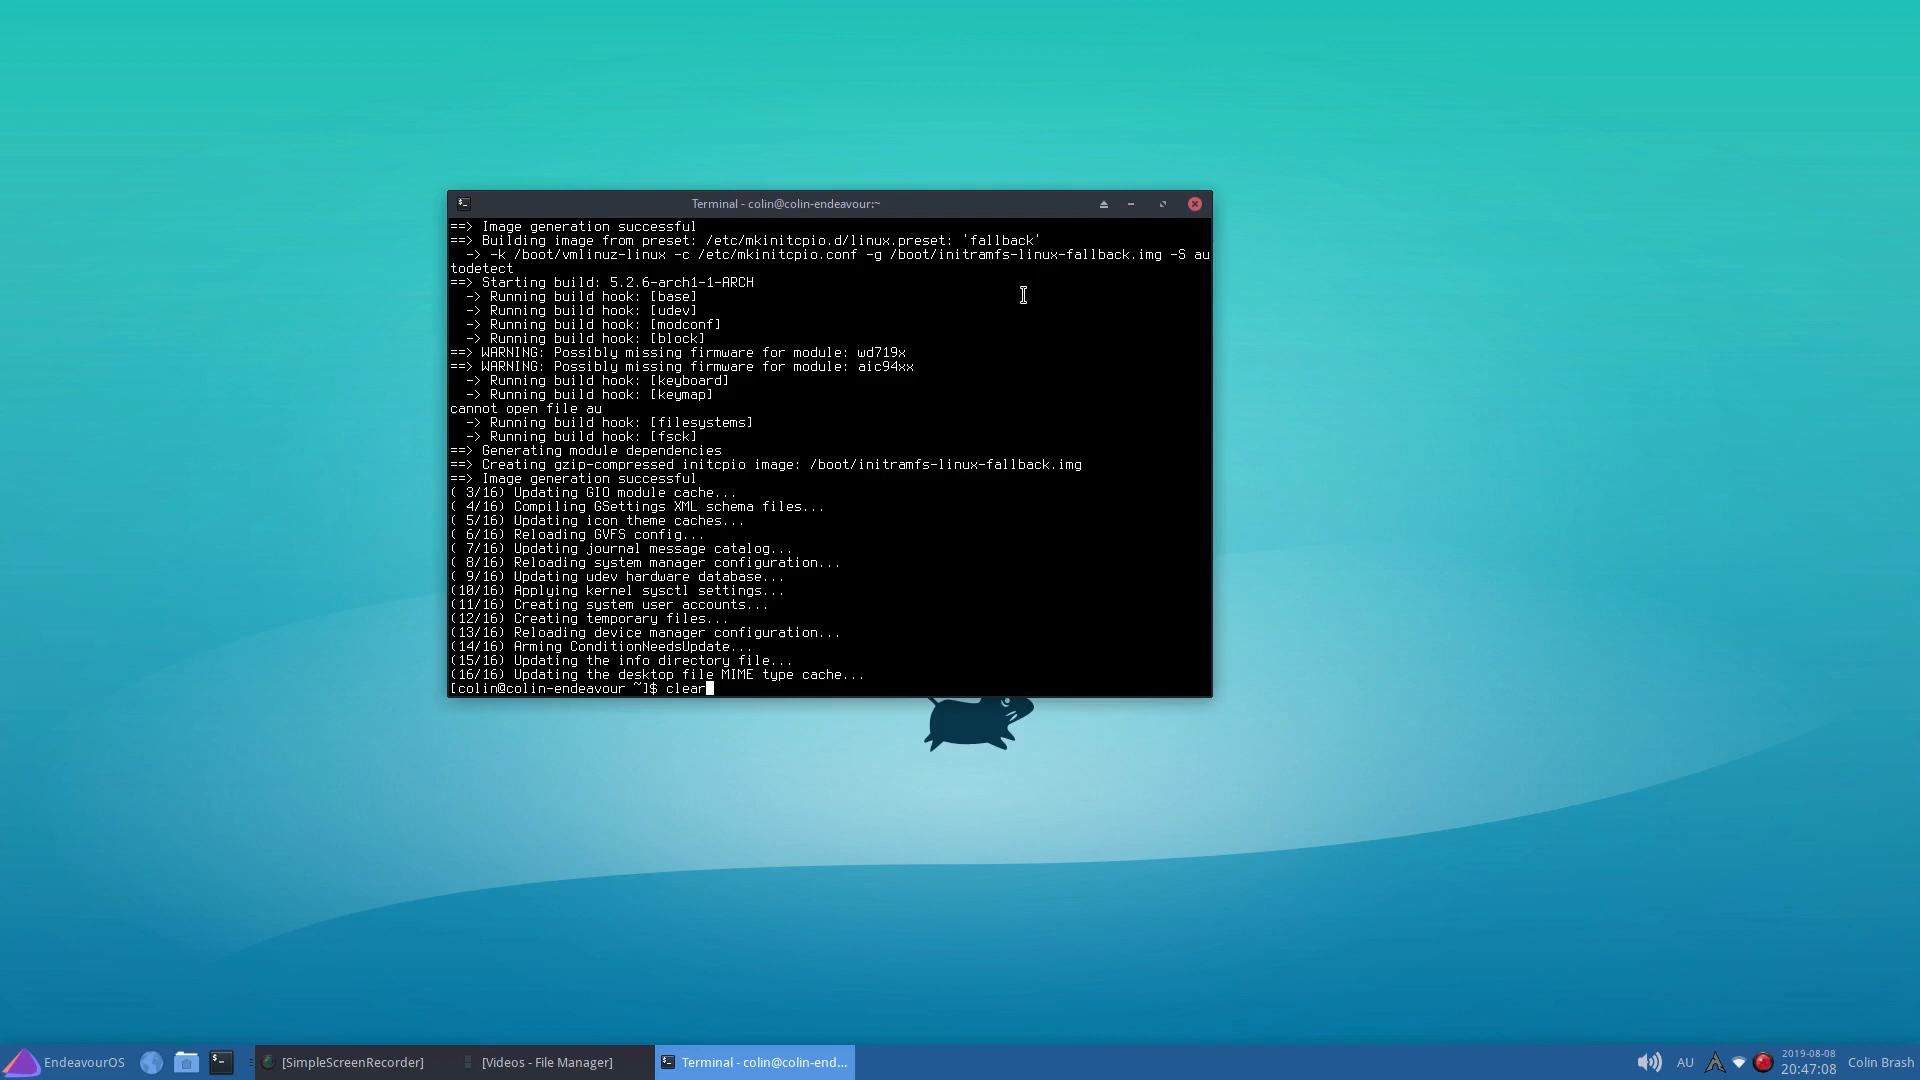 Terminal - colin@colin-endeavour:~
==> Image generation successful
==> Building image from preset: /etc/mkinitcpio.d/linux.preset: 'fallback'
  -> -k /boot/vmlinuz-linux -c /etc/mkinitcpio.conf -g /boot/initramfs-linux-fallback.img -S au
todetect
==> Starting build: 5.2.6-arch1-1-ARCH
  -> Running build hook: [base]
  -> Running build hook: [udev]
  -> Running build hook: [modconf]
  -> Running build hook: [block]
==> WARNING: Possibly missing firmware for module: wd719x
==> WARNING: Possibly missing firmware for module: aic94xx
  -> Running build hook: [keyboard]
  -> Running build hook: [keymap]
cannot open file au
  -> Running build hook: [filesystems]
  -> Running build hook: [fsck]
==> Generating module dependencies
==> Creating gzip-compressed initcpio image: /boot/initramfs-linux-fallback.img
==> Image generation successful
( 3/16) Updating GIO module cache...
( 4/16) Compiling GSettings XML schema files...
( 5/16) Updating icon theme caches...
( 6/16) Reloading GVFS config...
( 7/16) Updating journal message catalog...
( 8/16) Reloading system manager configuration...
( 9/16) Updating udev hardware database...
(10/16) Applying kernel sysctl settings...
(11/16) Creating system user accounts...
(12/16) Creating temporary files...
(13/16) Reloading device manager configuration...
(14/16) Arming ConditionNeedsUpdate...
(15/16) Updating the info directory file...
(16/16) Updating the desktop file MIME type cache...
[colin@colin-endeavour ~]$ clear
EndeavourOS
[SimpleScreenRecorder]
[Videos - File Manager]
Terminal - colin@colin-end...
AU
2019-08-08
20:47:08
Colin Brash